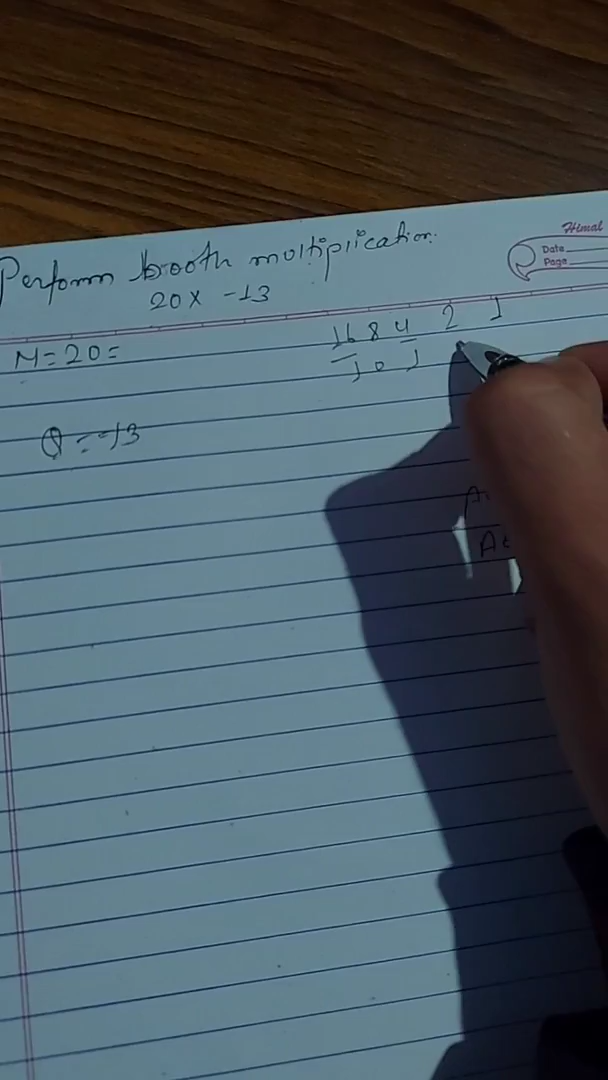 Himal
Perform booth multiplication.
Date
Page
20 x -13
16 8 4 2 1
M = 20 =
1 0 1
Q = -13